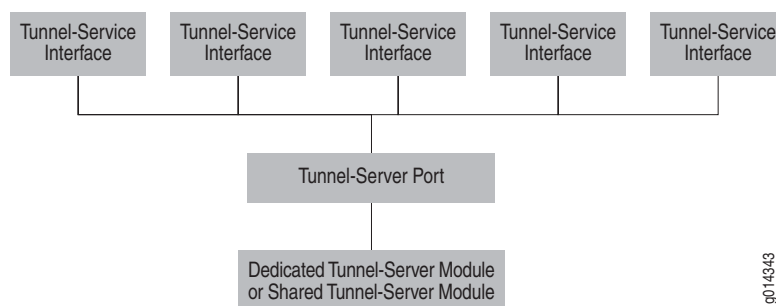 Tunnel-Service
Interface
Tunnel-Service
Interface
Tunnel-Service
Interface
Tunnel-Service
Interface
Tunnel-Service
Interface
Tunnel-Server Port
Dedicated Tunnel-Server Module
or Shared Tunnel-Server Module
g014343